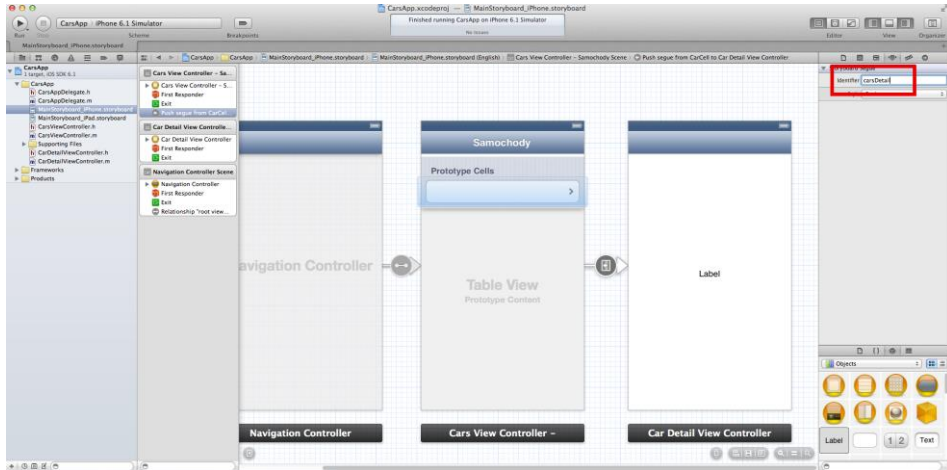 CarsApp.xcodeproj — MainStoryboard_iPhone.storyboard
CarsApp iPhone 6.1 Simulator
Finished running CarsApp on iPhone 6.1 Simulator
No Issues
Run Stop Scheme Breakpoints Editor View Organizer
MainStoryboard_iPhone.storyboard
CarsApp CarsApp MainStoryboard_iPhone.storyboard MainStoryboard_iPhone.storyboard (English) Cars View Controller – Samochody Scene Push segue from CarCell to Car Detail View Controller
CarsApp
1 target, iOS SDK 6.1
CarsApp
CarsAppDelegate.h
CarsAppDelegate.m
MainStoryboard_iPhone.storyboard
MainStoryboard_iPad.storyboard
CarsViewController.h
CarsViewController.m
Supporting Files
CarDetailViewController.h
CarDetailViewController.m
Frameworks
Products
Cars View Controller – Sa...
Cars View Controller – S...
First Responder
Exit
Push segue from CarCel...
Car Detail View Controlle...
Car Detail View Controller
First Responder
Exit
Navigation Controller Scene
Navigation Controller
First Responder
Exit
Relationship "root view...
avigation Controller
Navigation Controller
Samochody
Prototype Cells
Table View
Prototype Content
Cars View Controller –
Label
Car Detail View Controller
Identifier carsDetail
Objects
Label
1 2
Text